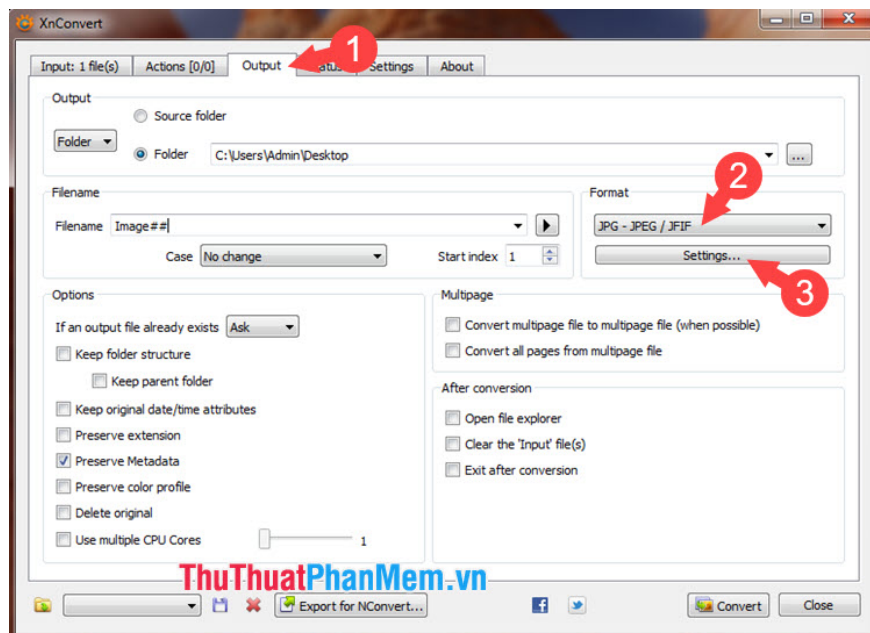 XnConvert
Input: 1 file(s) Actions [0/0] Output Status Settings About
1
Output
Source folder
Folder
Folder C:\Users\Admin\Desktop
...
2
Filename
Filename Image##
Case No change Start index 1
Format
JPG - JPEG / JFIF
Settings...
3
Options
If an output file already exists Ask
Keep folder structure
Keep parent folder
Keep original date/time attributes
Preserve extension
Preserve Metadata
Preserve color profile
Delete original
Use multiple CPU Cores 1
Multipage
Convert multipage file to multipage file (when possible)
Convert all pages from multipage file
After conversion
Open file explorer
Clear the 'Input' file(s)
Exit after conversion
ThuThuatPhanMem.vn
Export for NConvert... Convert Close